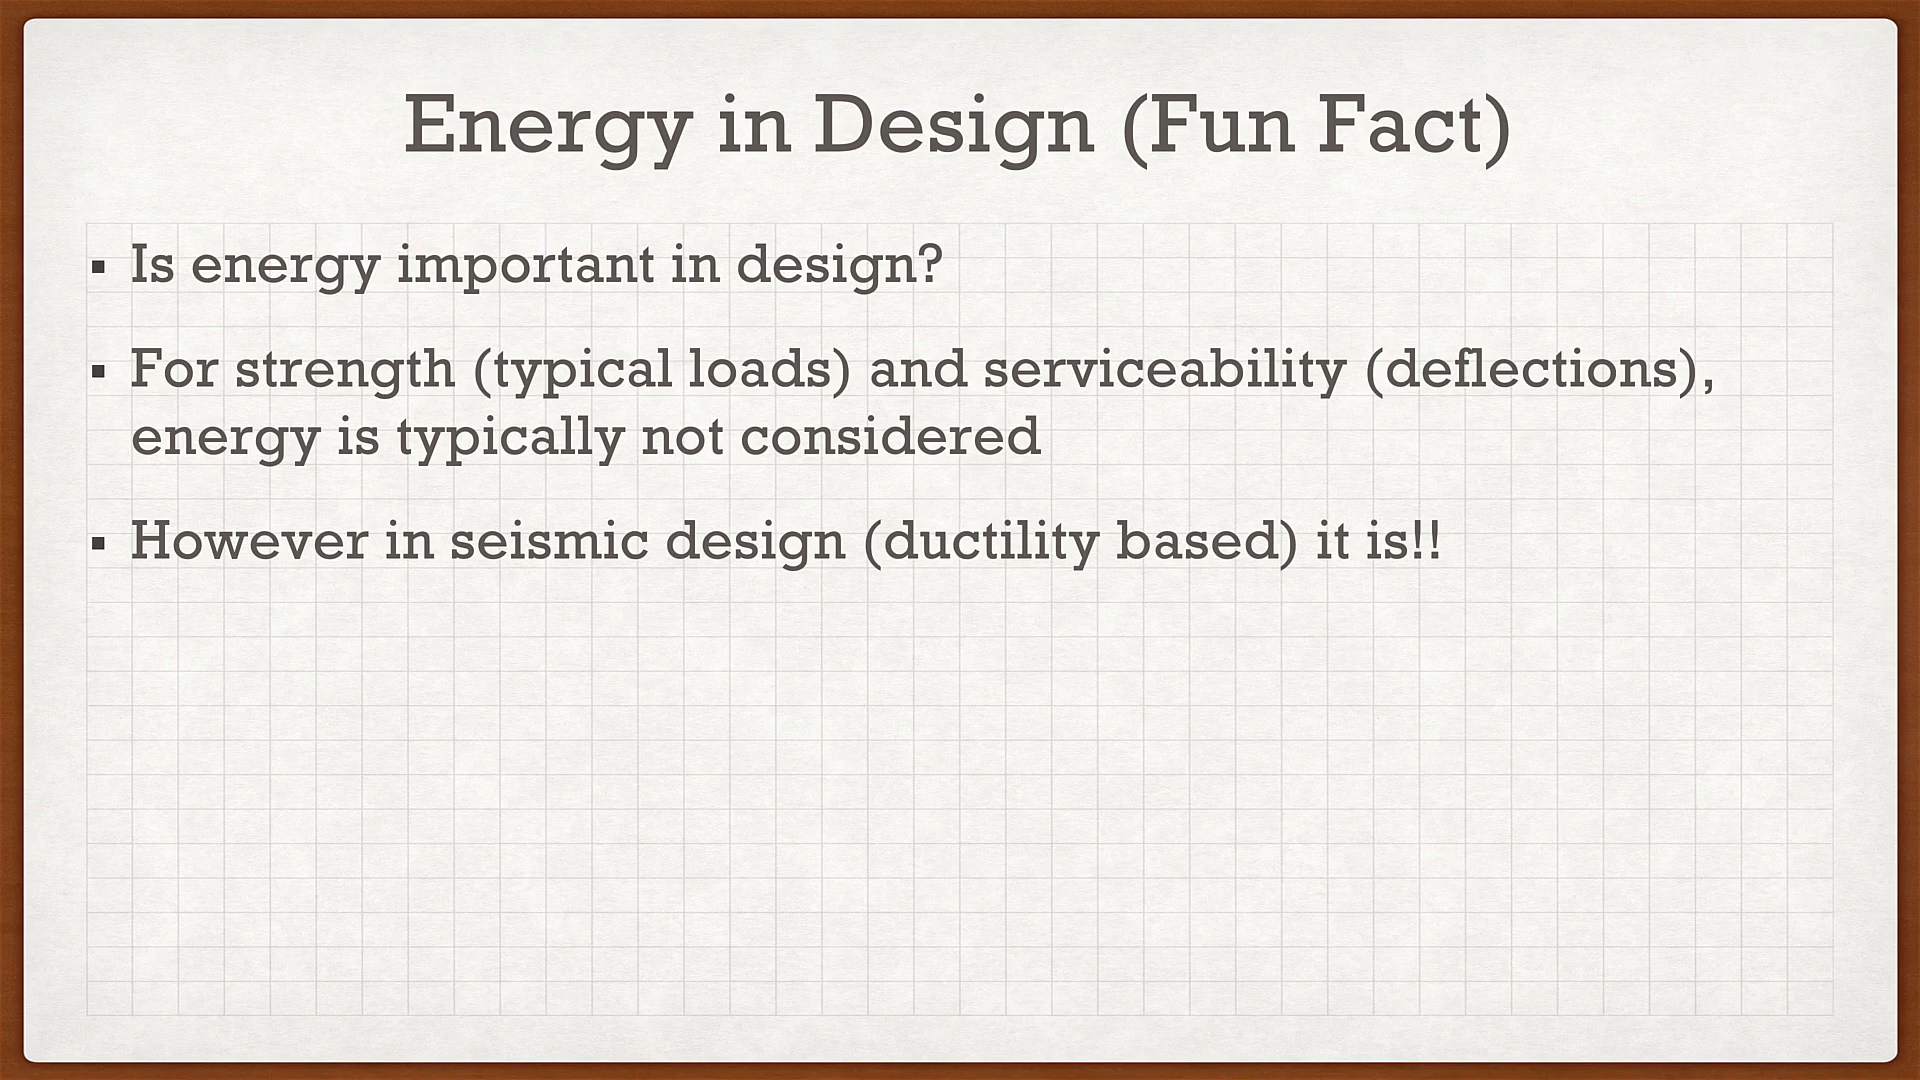 Energy in Design (Fun Fact)
▪ Is energy important in design?
▪ For strength (typical loads) and serviceability (deflections),
energy is typically not considered
▪ However in seismic design (ductility based) it is!!